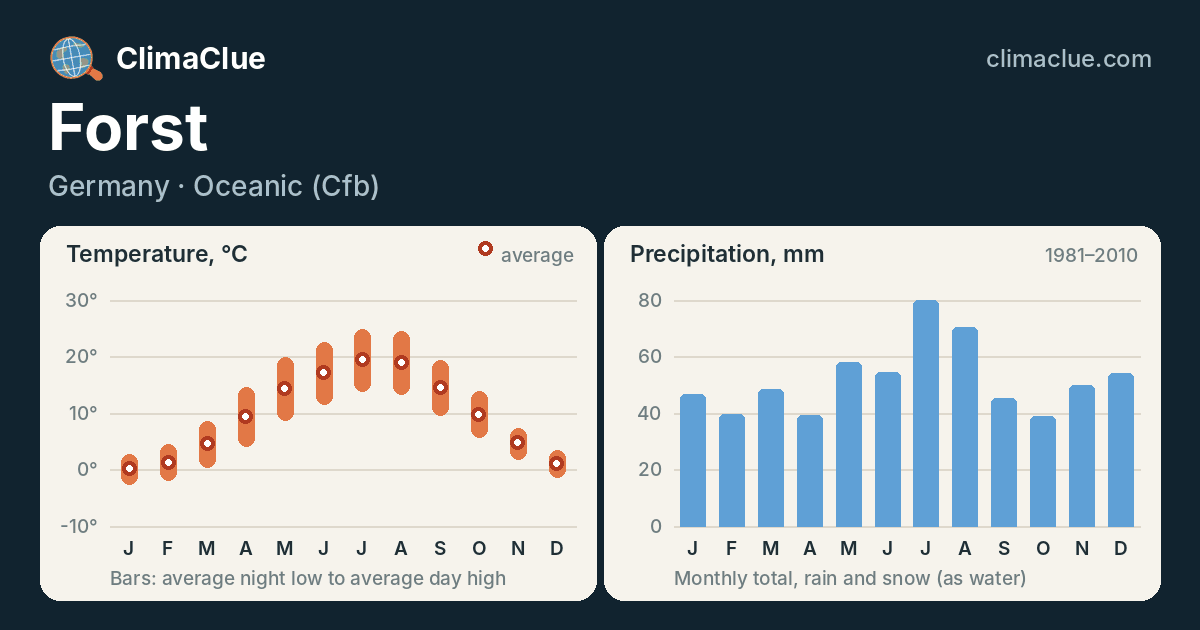 ClimaClue
climaclue.com
Forst
Germany · Oceanic (Cfb)
Temperature, °C
average
30°
20°
10°
0°
-10°
J F M A M J J A S O N D
Bars: average night low to average day high
Precipitation, mm
1981–2010
80
60
40
20
0
J F M A M J J A S O N D
Monthly total, rain and snow (as water)